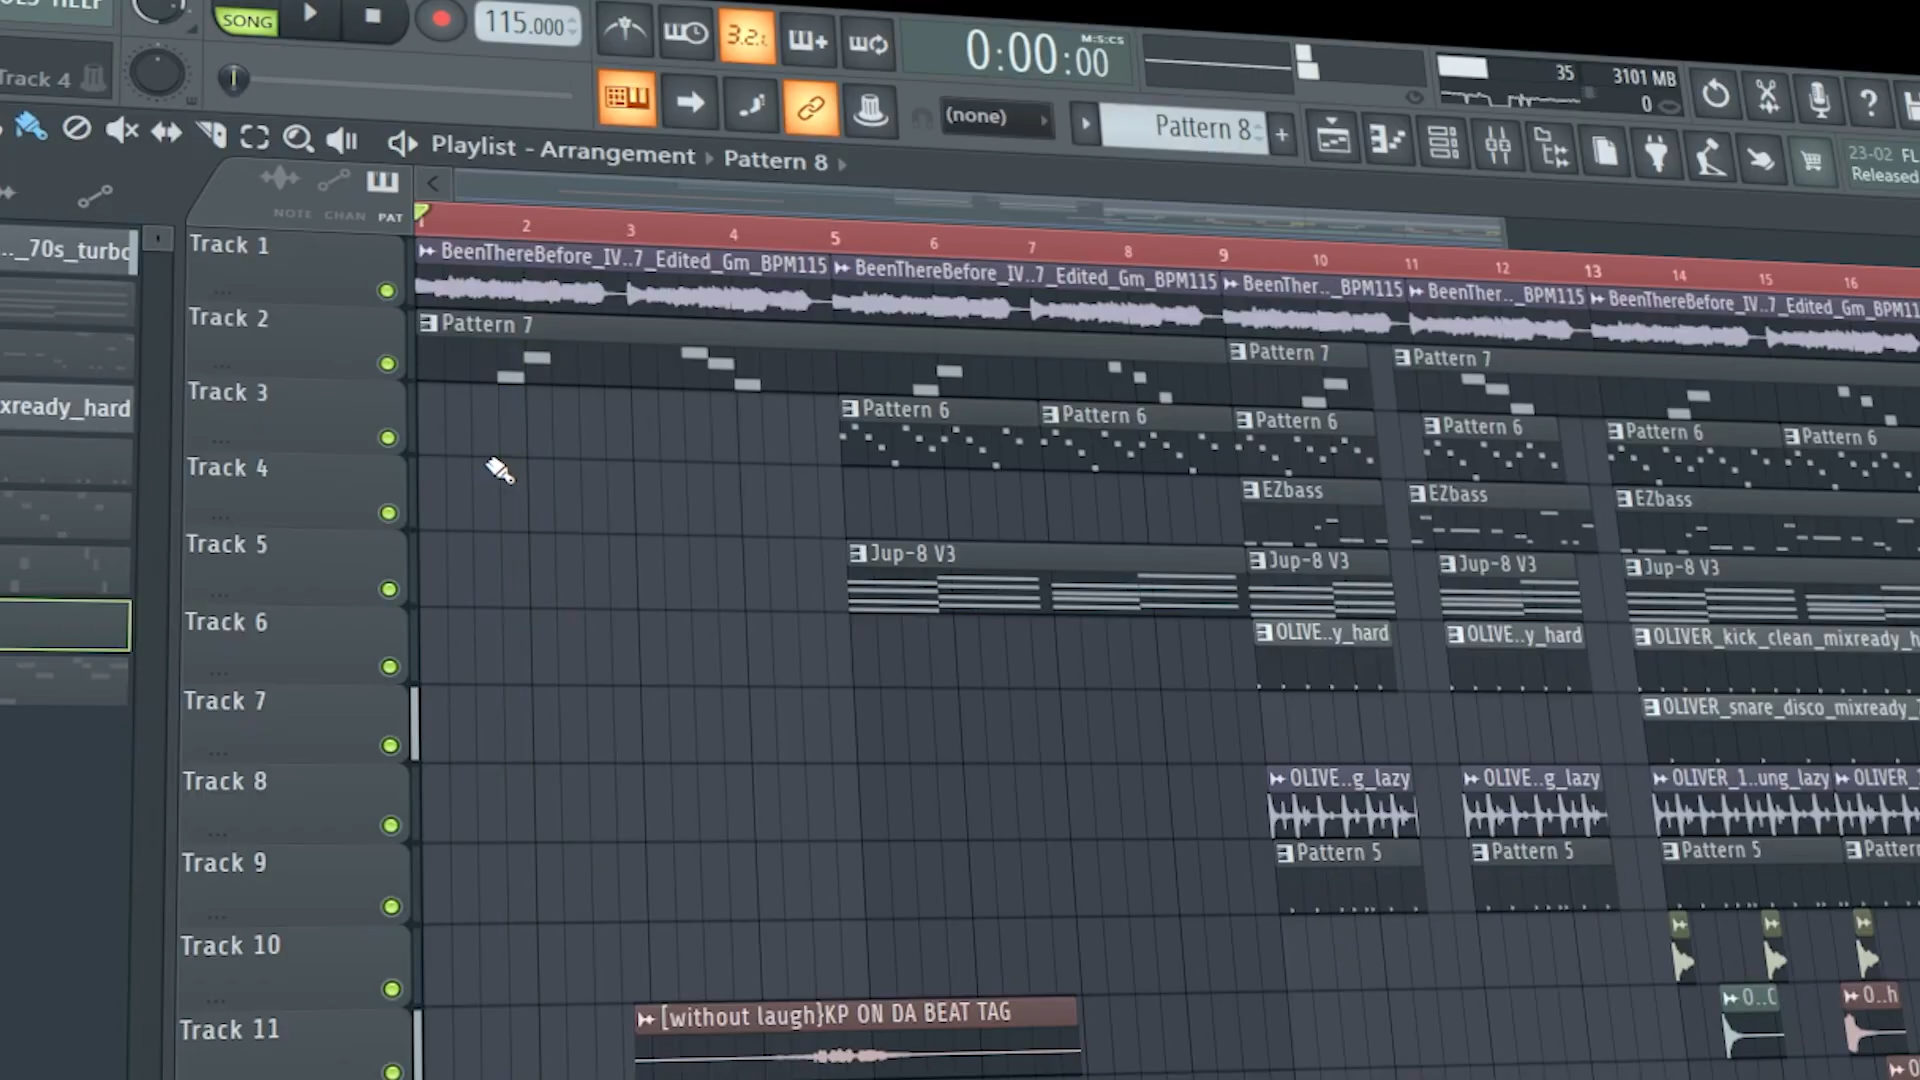 HELP
SONG
115.000
3.2.
0:00:00
M:S:CS
35
3101 MB
0
Track 4
(none)
Pattern 8
+
?
23-02 FL
Released
Playlist - Arrangement › Pattern 8 ›
NOTE CHAN PAT
2 3 4 5 6 7 8 9 10 11 12 13 14 15 16
.._70s_turbo
xready_hard
Track 1
BeenThereBefore_IV..7_Edited_Gm_BPM115
BeenThereBefore_IV..7_Edited_Gm_BPM115
BeenTher.._BPM115
BeenTher.._BPM115
BeenThereBefore_IV..7_Edited_Gm_BPM115
Track 2
Pattern 7
Pattern 7
Pattern 7
Track 3
Pattern 6
Pattern 6
Pattern 6
Pattern 6
Pattern 6
Pattern 6
Track 4
EZbass
EZbass
EZbass
Track 5
Jup-8 V3
Jup-8 V3
Jup-8 V3
Jup-8 V3
Track 6
OLIVE..y_hard
OLIVE..y_hard
OLIVER_kick_clean_mixready_h
Track 7
OLIVER_snare_disco_mixready_
Track 8
OLIVE..g_lazy
OLIVE..g_lazy
OLIVER_1..ung_lazy
OLIVER_
Track 9
Pattern 5
Pattern 5
Pattern 5
Pattern
Track 10
O..C
O..h
Track 11
[without laugh}KP ON DA BEAT TAG